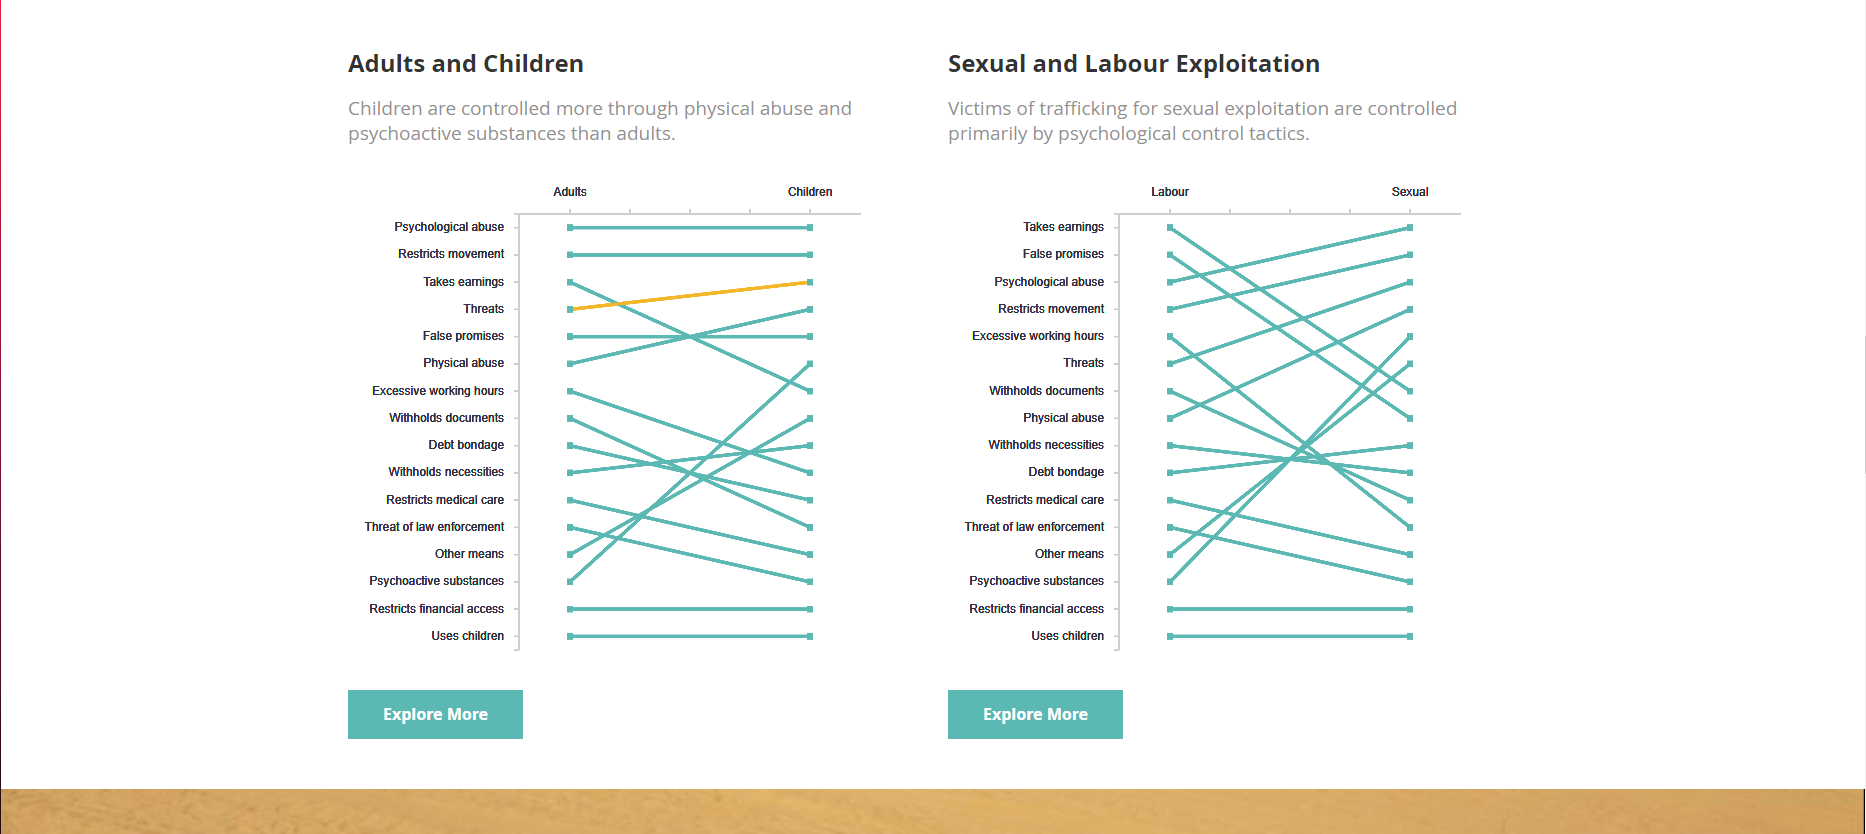 Adults and Children
Children are controlled more through physical abuse and
psychoactive substances than adults.
Adults
Children
Psychological abuse
Restricts movement
Takes earnings
Threats
False promises
Physical abuse
Excessive working hours
Withholds documents
Debt bondage
Withholds necessities
Restricts medical care
Threat of law enforcement
Other means
Psychoactive substances
Restricts financial access
Uses children
Explore More
Sexual and Labour Exploitation
Victims of trafficking for sexual exploitation are controlled
primarily by psychological control tactics.
Labour
Sexual
Takes earnings
False promises
Psychological abuse
Restricts movement
Excessive working hours
Threats
Withholds documents
Physical abuse
Withholds necessities
Debt bondage
Restricts medical care
Threat of law enforcement
Other means
Psychoactive substances
Restricts financial access
Uses children
Explore More